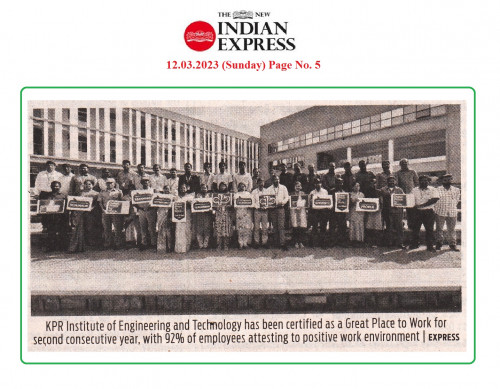 THE NEW
INDIAN
EXPRESS
12.03.2023 (Sunday) Page No. 5
KPR Institute of Engineering and Technology has been certified as a Great Place to Work for
second consecutive year, with 92% of employees attesting to positive work environment | EXPRESS